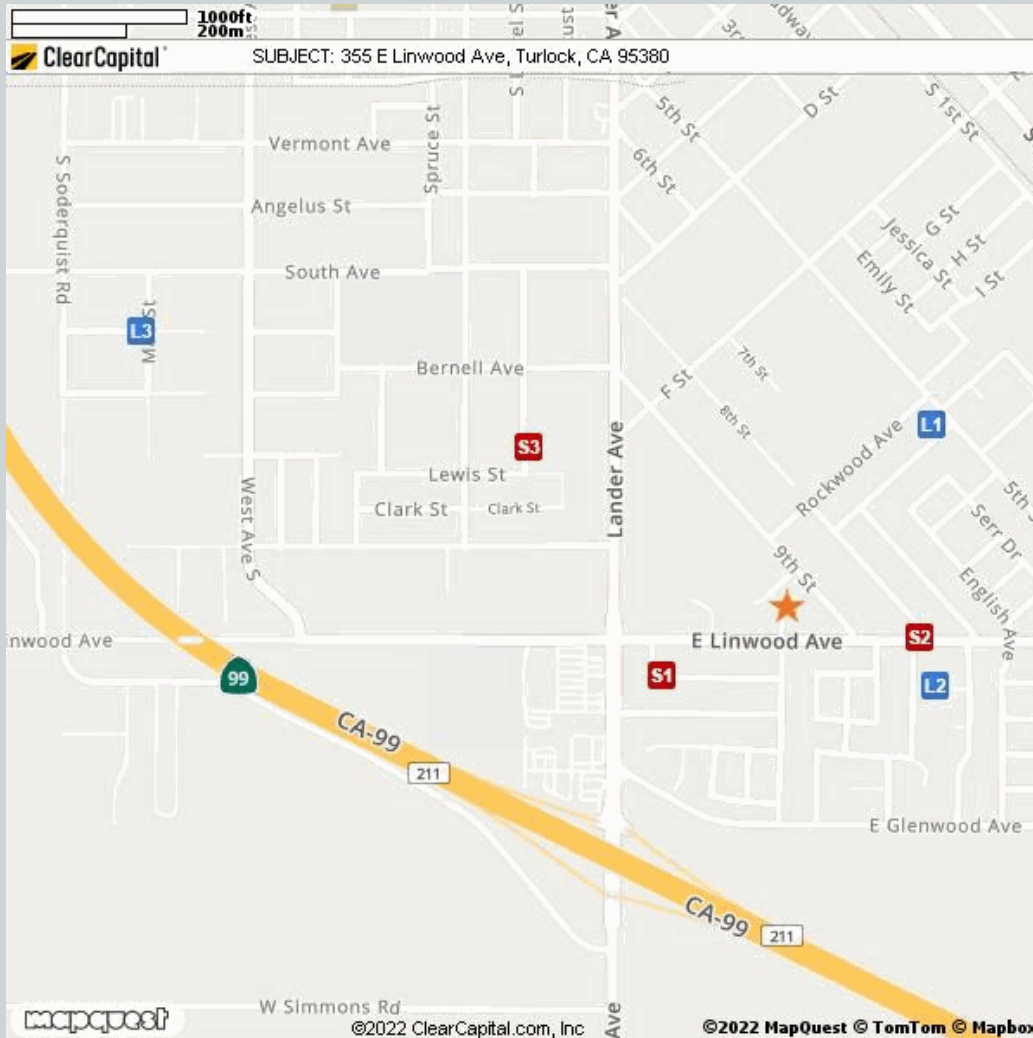 1000ft
200m
ClearCapital
SUBJECT: 355 E Linwood Ave, Turlock, CA 95380
5th St
D St
S 1st St
Vermont Ave
Spruce St
6th St
S Soderquist Rd
Angelus St
G St
Jessica St
H St
South Ave
Emily St
I St
L3
Bernell Ave
7th St
F St
8th St
L1
Rockwood Ave
S3
Lander Ave
Lewis St
Clark St
Clark St
West Ave S
Serr Dr
9th St
English Ave
E Linwood Ave
S2
S1
L2
99
CA-99
211
E Glenwood Ave
CA-99
211
W Simmons Rd
Ave
mapquest
©2022 ClearCapital.com, Inc
©2022 MapQuest © TomTom © Mapbox